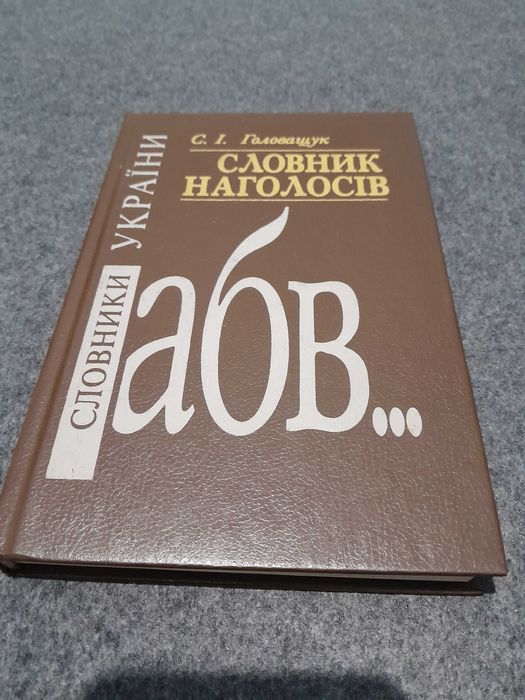 С. І. Головащук
СЛОВНИК
НАГОЛОСІВ
СЛОВНИКИ
УКРАЇНИ
абв...